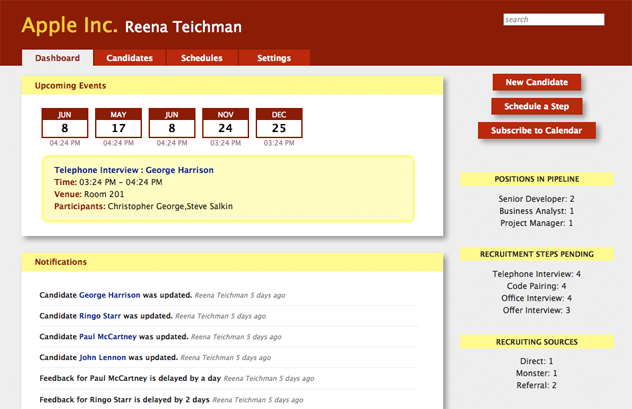 Apple Inc. Reena Teichman
search
Dashboard Candidates Schedules Settings
Upcoming Events
JUN MAY JUN NOV DEC
8 17 8 24 25
04:24 PM 04:24 PM 04:24 PM 03:24 PM 03:24 PM
Telephone Interview : George Harrison
Time: 03:24 PM – 04:24 PM
Venue: Room 201
Participants: Christopher George,Steve Salkin
Notifications
Candidate George Harrison was updated. Reena Teichman 5 days ago
Candidate Ringo Starr was updated. Reena Teichman 5 days ago
Candidate Paul McCartney was updated. Reena Teichman 5 days ago
Candidate John Lennon was updated. Reena Teichman 5 days ago
Feedback for Paul McCartney is delayed by a day Reena Teichman 5 days ago
Feedback for Ringo Starr is delayed by 2 days Reena Teichman 5 days ago
New Candidate
Schedule a Step
Subscribe to Calendar
POSITIONS IN PIPELINE
Senior Developer: 2
Business Analyst: 1
Project Manager: 1
RECRUITMENT STEPS PENDING
Telephone Interview: 4
Code Pairing: 4
Office Interview: 4
Offer Interview: 3
RECRUITING SOURCES
Direct: 1
Monster: 1
Referral: 2